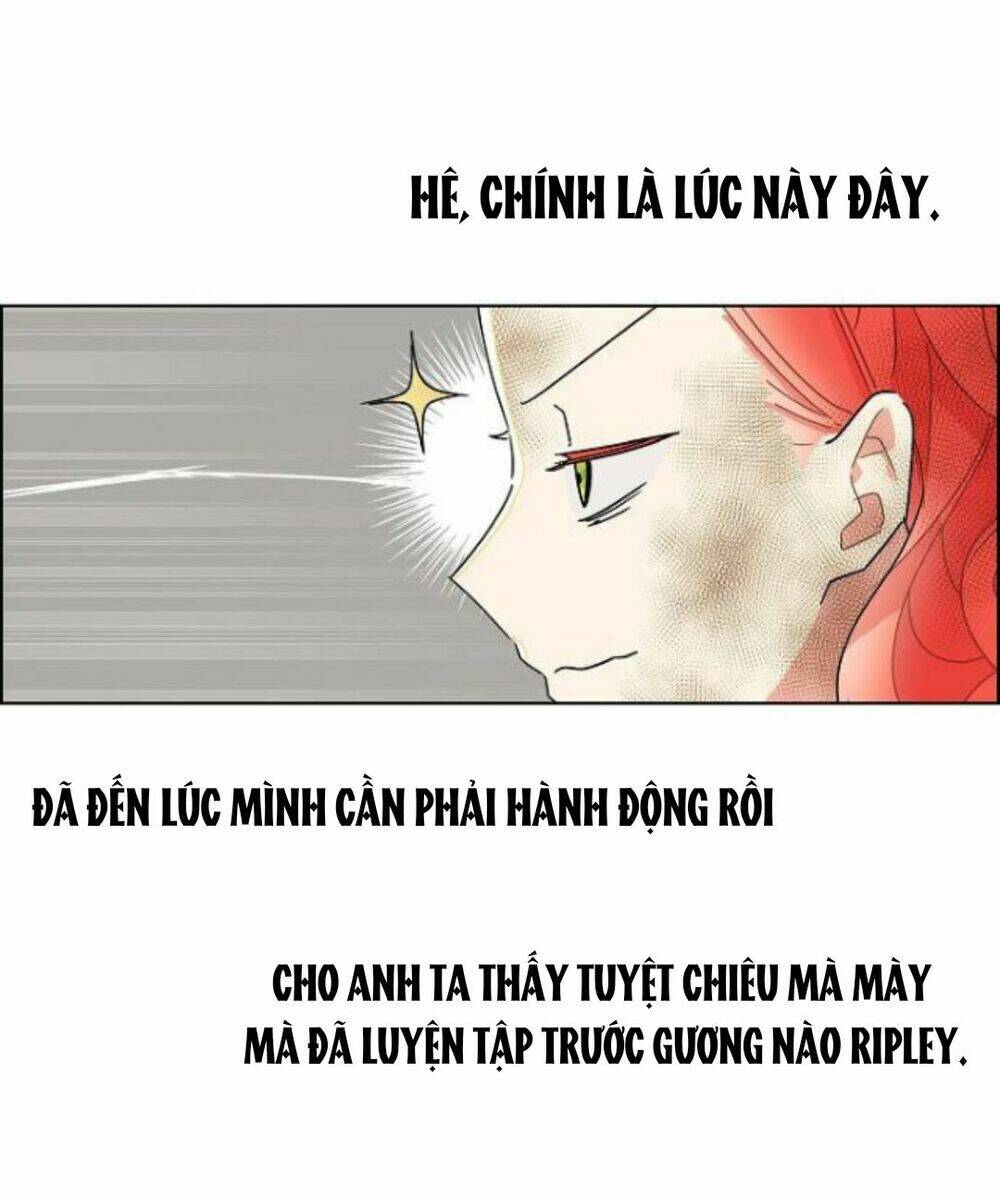 HÊ, CHÍNH LÀ LÚC NÀY ĐÂY.
ĐÃ ĐẾN LÚC MÌNH CẦN PHẢI HÀNH ĐỘNG RỒI
CHO ANH TA THẤY TUYỆT CHIÊU MÀ MÀY
MÀ ĐÃ LUYỆN TẬP TRƯỚC GƯƠNG NÀO RIPLEY.